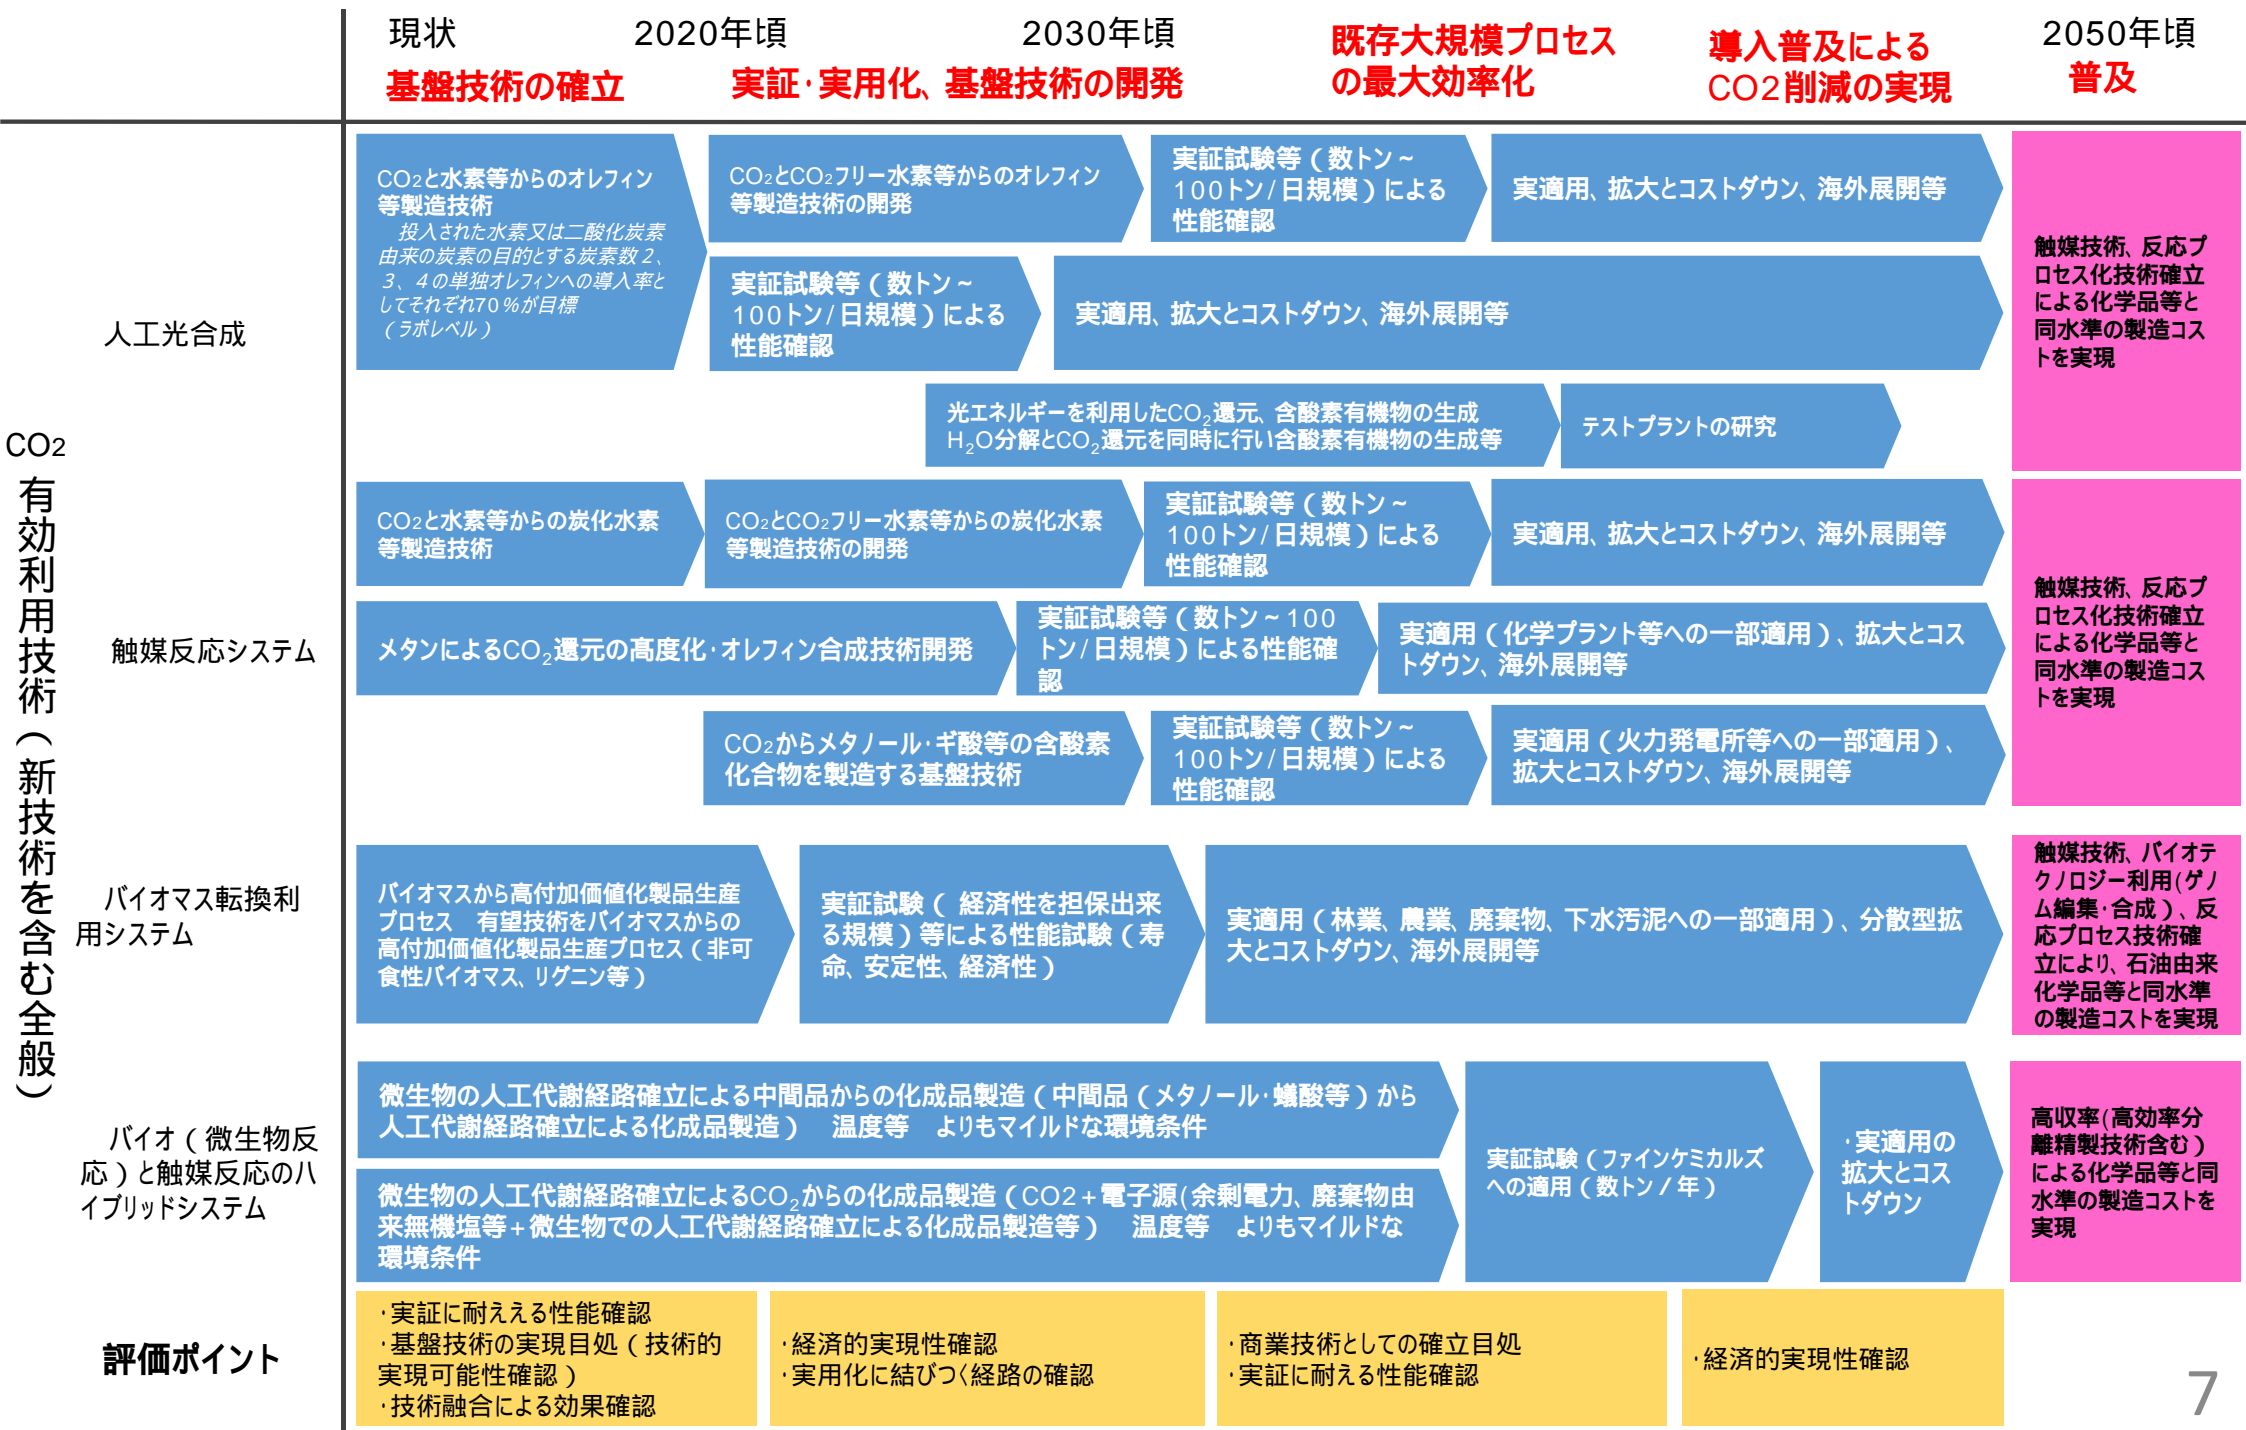 現状
2020年頃
2030年頃
2050年頃
基盤技術の確立
実証・実用化、基盤技術の開発
既存大規模プロセス
の最大効率化
導入普及による
CO2削減の実現
普及
CO2
有効利用技術（新技術を含む全般）
人工光合成
CO2と水素等からのオレフィン
等製造技術
投入された水素又は二酸化炭素
由来の炭素の目的とする炭素数２、
３、４の単独オレフィンへの導入率と
してそれぞれ70％が目標
（ラボレベル）
CO2とCO2フリー水素等からのオレフィン
等製造技術の開発
実証試験等（数トン～
100トン/日規模）による
性能確認
実適用、拡大とコストダウン、海外展開等
実証試験等（数トン～
100トン/日規模）による
性能確認
実適用、拡大とコストダウン、海外展開等
光エネルギーを利用したCO2還元、含酸素有機物の生成
H2O分解とCO2還元を同時に行い含酸素有機物の生成等
テストプラントの研究
触媒技術、反応プ
ロセス化技術確立
による化学品等と
同水準の製造コス
トを実現
触媒反応システム
CO2と水素等からの炭化水素
等製造技術
CO2とCO2フリー水素等からの炭化水素
等製造技術の開発
実証試験等（数トン～
100トン/日規模）による
性能確認
実適用、拡大とコストダウン、海外展開等
メタンによるCO2還元の高度化・オレフィン合成技術開発
実証試験等（数トン～100
トン/日規模）による性能確
認
実適用（化学プラント等への一部適用）、拡大とコス
トダウン、海外展開等
CO2からメタノール・ギ酸等の含酸素
化合物を製造する基盤技術
実証試験等（数トン～
100トン/日規模）による
性能確認
実適用（火力発電所等への一部適用）、
拡大とコストダウン、海外展開等
触媒技術、反応プ
ロセス化技術確立
による化学品等と
同水準の製造コス
トを実現
バイオマス転換利
用システム
バイオマスから高付加価値化製品生産
プロセス　有望技術をバイオマスからの
高付加価値化製品生産プロセス（非可
食性バイオマス、リグニン等）
実証試験（ 経済性を担保出来
る規模）等による性能試験（寿
命、安定性、経済性）
実適用（林業、農業、廃棄物、下水汚泥への一部適用）、分散型拡
大とコストダウン、海外展開等
触媒技術、バイオテ
クノロジー利用(ゲノ
ム編集・合成）、反
応プロセス技術確
立により、石油由来
化学品等と同水準
の製造コストを実現
バイオ（微生物反
応）と触媒反応のハ
イブリッドシステム
微生物の人工代謝経路確立による中間品からの化成品製造（中間品（メタノール・蟻酸等）から
人工代謝経路確立による化成品製造）　温度等　よりもマイルドな環境条件
微生物の人工代謝経路確立によるCO2からの化成品製造（CO2+電子源(余剰電力、廃棄物由
来無機塩等+微生物での人工代謝経路確立による化成品製造等）　温度等　よりもマイルドな
環境条件
実証試験（ファインケミカルズ
への適用（数トン／年）
・実適用の
拡大とコス
トダウン
高収率(高効率分
離精製技術含む）
による化学品等と同
水準の製造コストを
実現
評価ポイント
・実証に耐ええる性能確認
・基盤技術の実現目処（技術的
実現可能性確認）
・技術融合による効果確認
・経済的実現性確認
・実用化に結びつく経路の確認
・商業技術としての確立目処
・実証に耐える性能確認
・経済的実現性確認
7